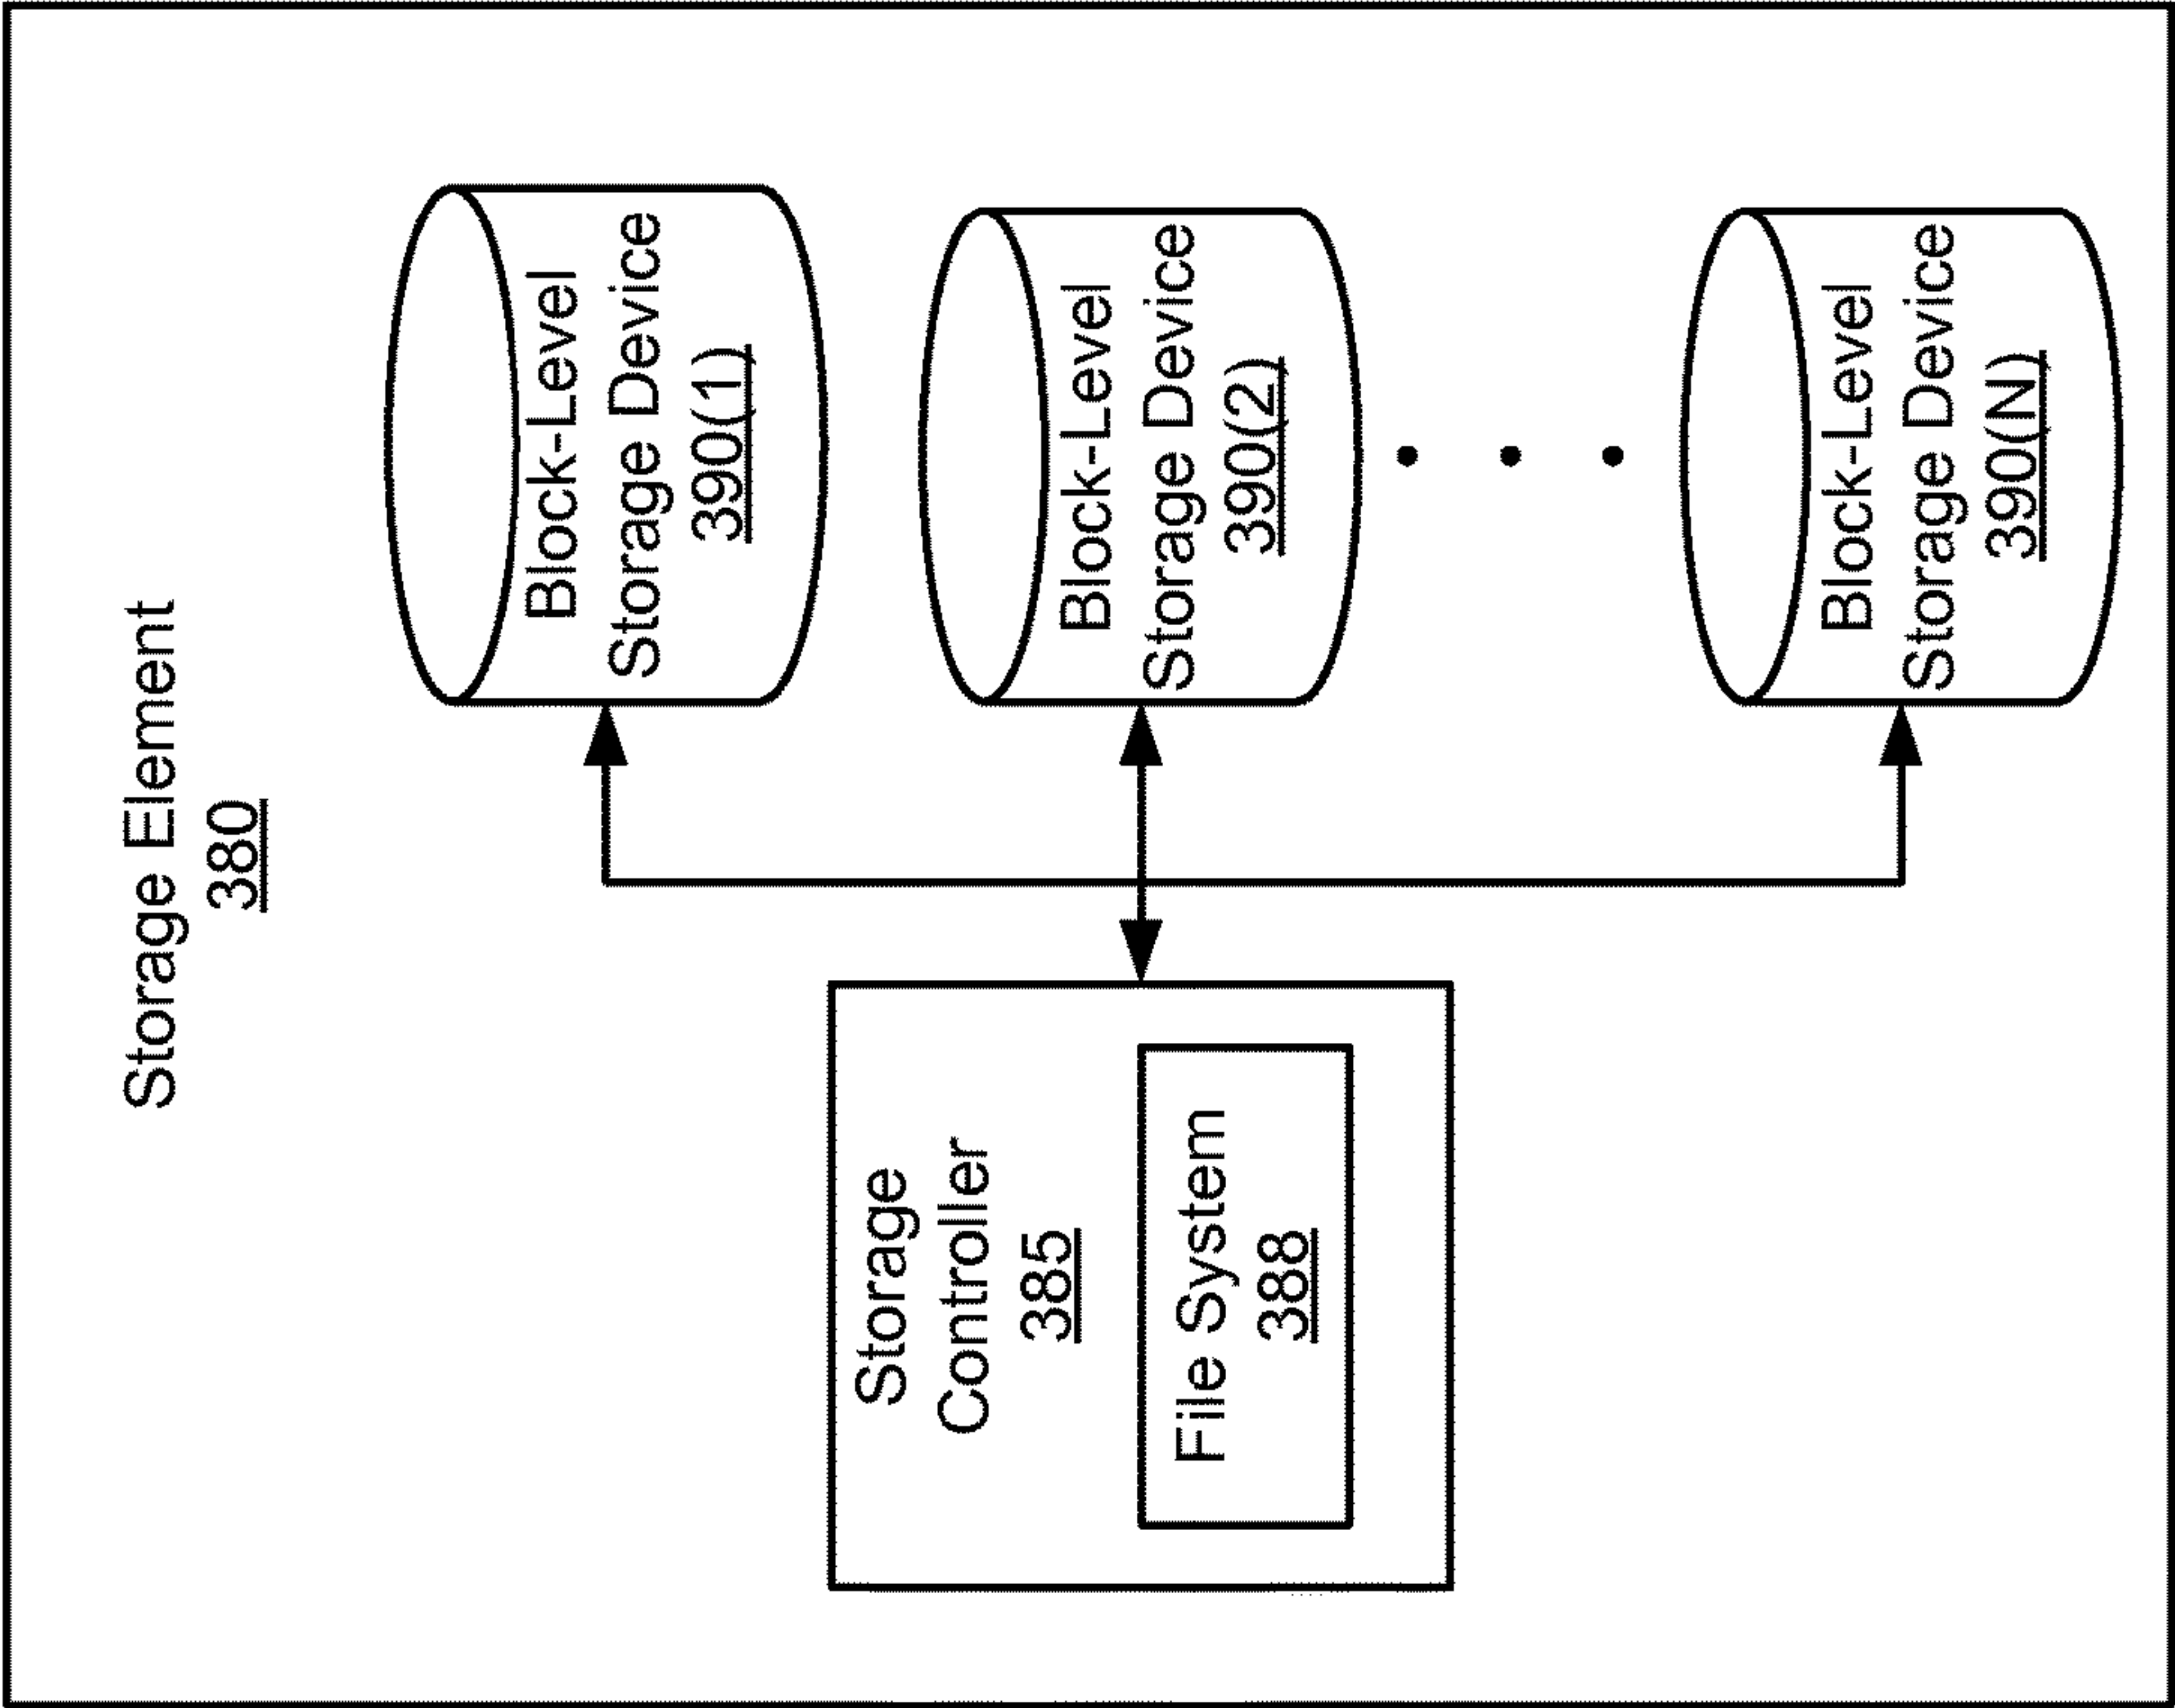 Storage Element
380
Storage
Controller
385
File System
388
Block-Level
Storage Device
390(1)
Block-Level
Storage Device
390(2)
Block-Level
Storage Device
390(N)